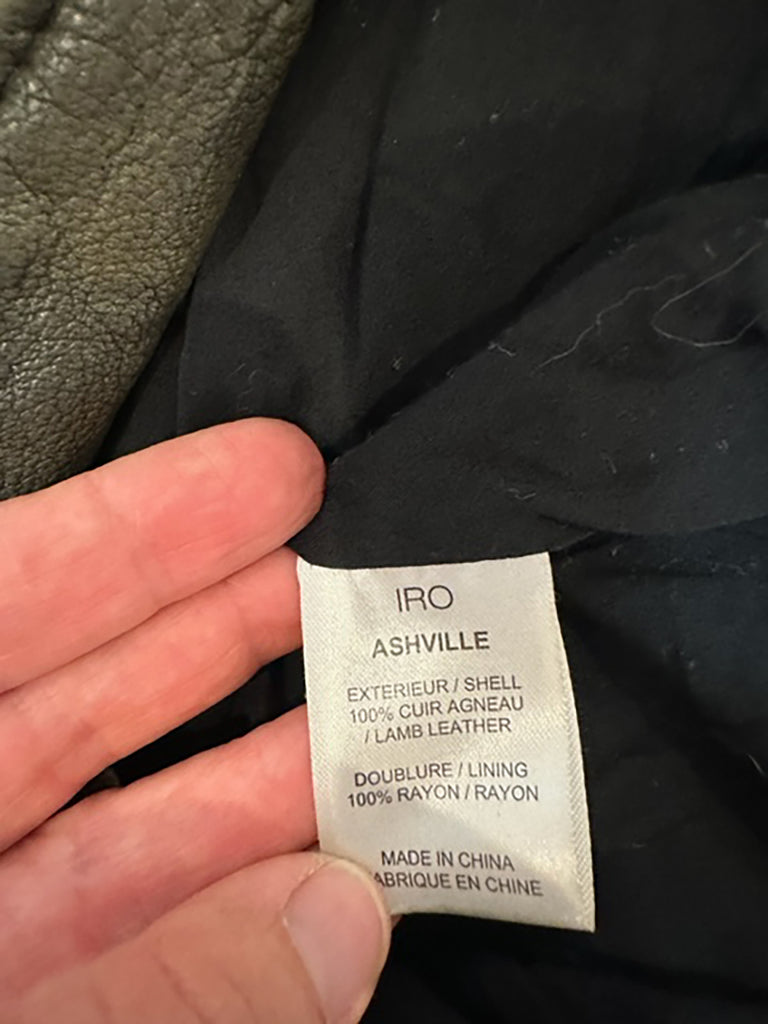 IRO
ASHVILLE
EXTERIEUR / SHELL
100% CUIR AGNEAU
/ LAMB LEATHER
DOUBLURE / LINING
100% RAYON / RAYON
MADE IN CHINA
ABRIQUE EN CHINE